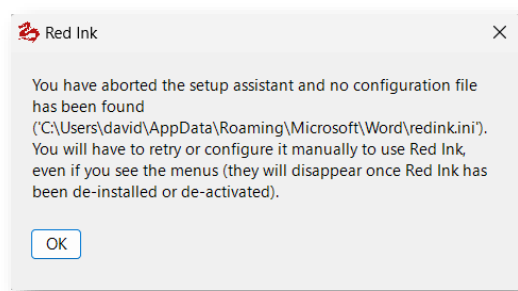 Red Ink
You have aborted the setup assistant and no configuration file
has been found
('C:\Users\david\AppData\Roaming\Microsoft\Word\redink.ini').
You will have to retry or configure it manually to use Red Ink,
even if you see the menus (they will disappear once Red Ink has
been de-installed or de-activated).
OK